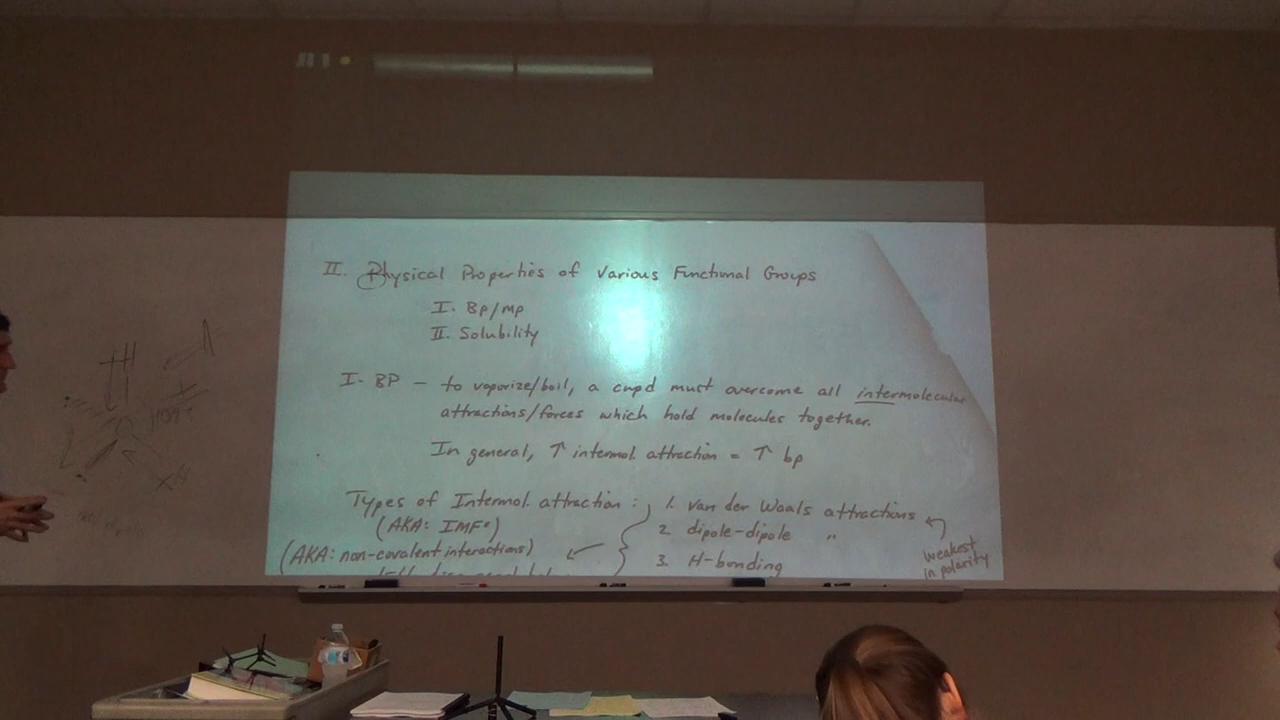 II. Physical Properties of Various Functional Groups
I. Bp/mp
II. Solubility
I. BP – to vaporize/boil, a cmpd must overcome all intermolecular
attractions/forces which hold molecules together.
In general, ↑ intermol. attraction = ↑ bp
Types of Intermol. attraction : 1. van der Waals attractions
(AKA: IMFs) 2. dipole-dipole "
(AKA: non-covalent interactions) 3. H-bonding
weakest
in polarity